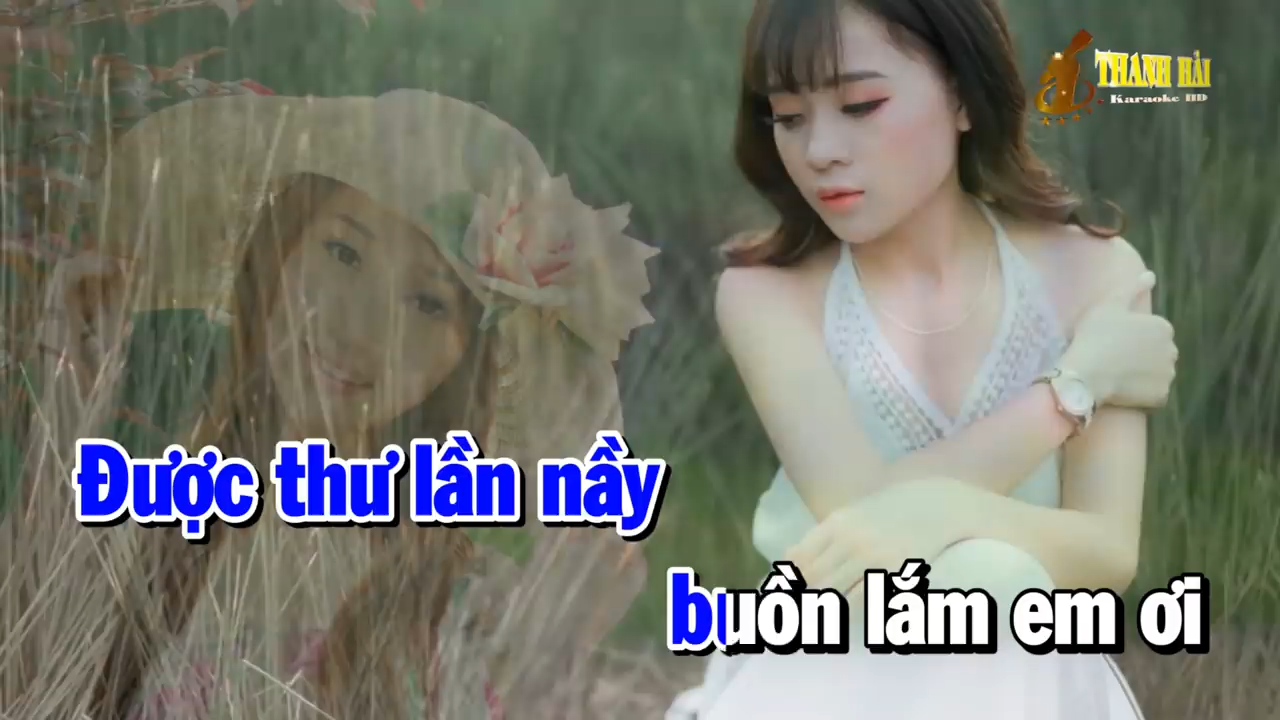 THANH HẢI
Karaoke HD
Được thư lần nầy
buồn lắm em ơi